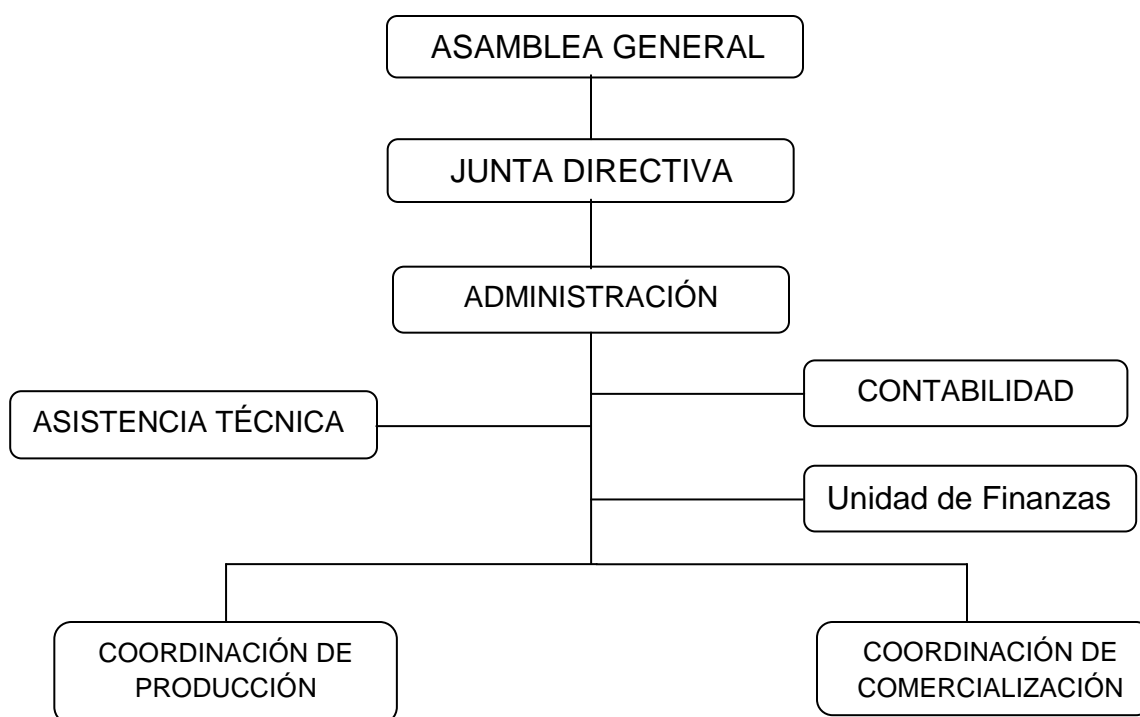 ASAMBLEA GENERAL
JUNTA DIRECTIVA
ADMINISTRACIÓN
CONTABILIDAD
ASISTENCIA TÉCNICA
Unidad de Finanzas
COORDINACIÓN DE
PRODUCCIÓN
COORDINACIÓN DE
COMERCIALIZACIÓN